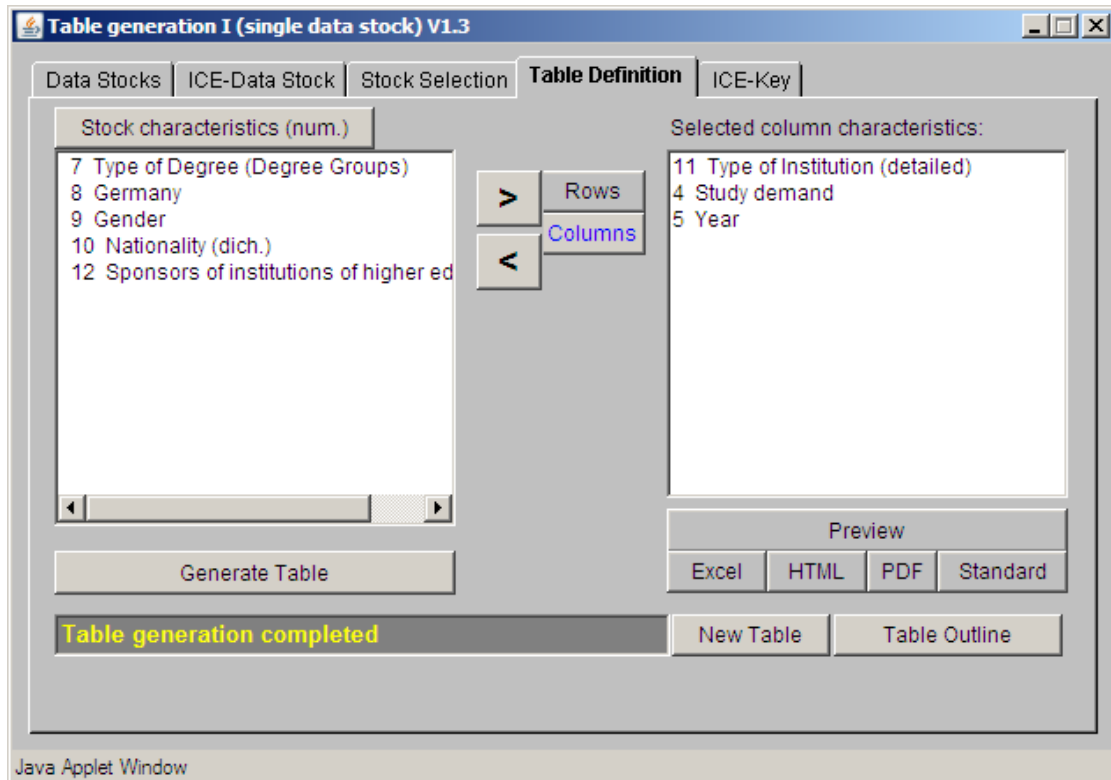 Table generation I (single data stock) V1.3
Data Stocks ICE-Data Stock Stock Selection Table Definition ICE-Key
Stock characteristics (num.)
7 Type of Degree (Degree Groups)
8 Germany
9 Gender
10 Nationality (dich.)
12 Sponsors of institutions of higher ed
>
<
Rows
Columns
Selected column characteristics:
11 Type of Institution (detailed)
4 Study demand
5 Year
Preview
Excel HTML PDF Standard
Generate Table
Table generation completed
New Table Table Outline
Java Applet Window